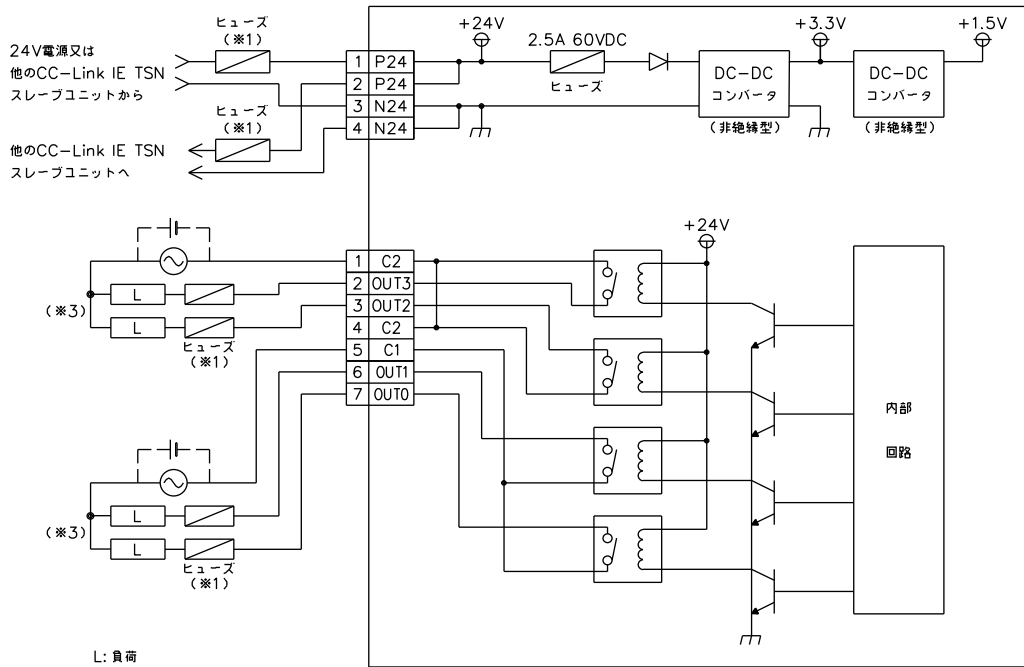 ヒューズ
(※1)
24V電源又は
他のCC-Link IE TSN
スレーブユニットから
ヒューズ
(※1)
他のCC-Link IE TSN
スレーブユニットへ
1 P24
2 P24
3 N24
4 N24
+24V
2.5A 60VDC
ヒューズ
DC-DC
コンバータ
(非絶縁型)
+3.3V
DC-DC
コンバータ
(非絶縁型)
+1.5V
L
L
(※3)
ヒューズ
(※1)
1 C2
2 OUT3
3 OUT2
4 C2
5 C1
6 OUT1
7 OUT0
+24V
内部
回路
L
L
(※3)
ヒューズ
(※1)
L: 負荷